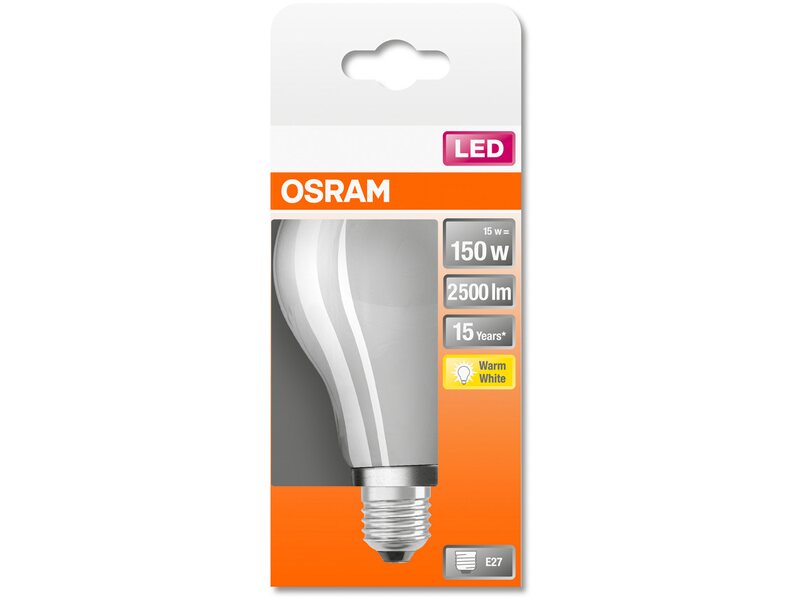 LED
OSRAM
15 W =
150 W
2500 lm
15 Years*
Warm
White
E27